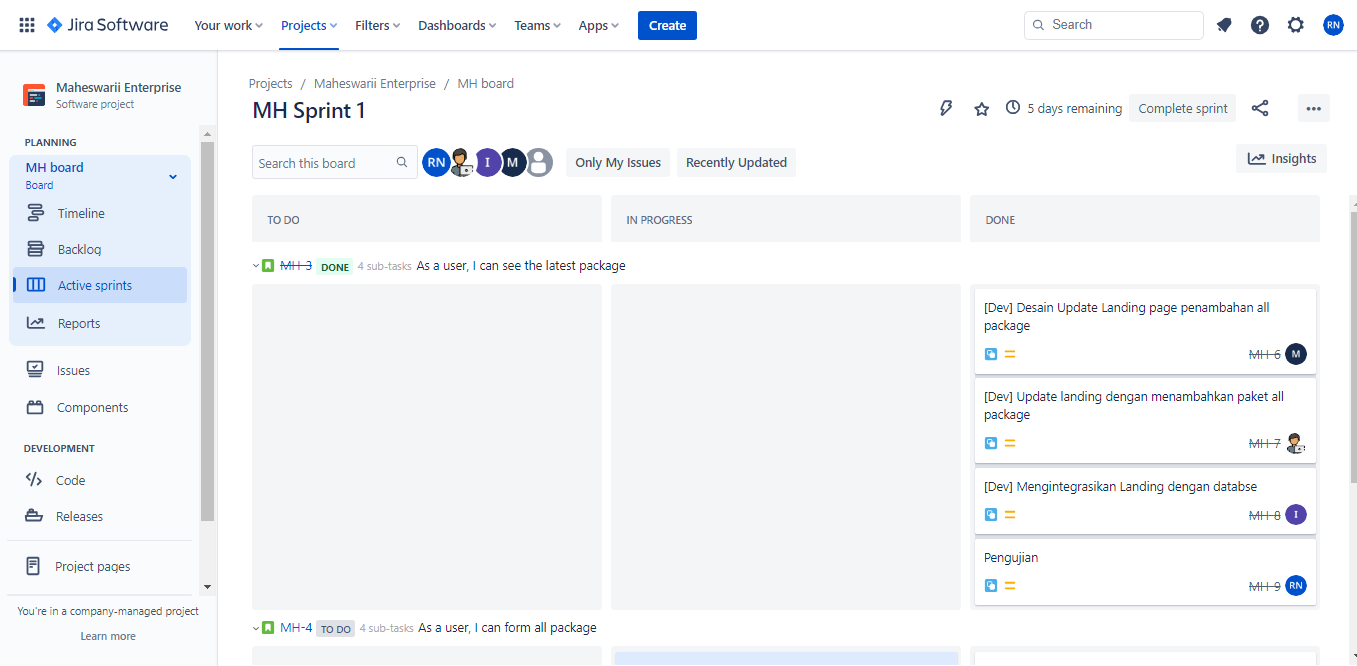 Jira Software
Your work
Projects
Filters
Dashboards
Teams
Apps
Create
Search
RN
Maheswarii Enterprise
Software project
PLANNING
MH board
Board
Timeline
Backlog
Active sprints
Reports
Issues
Components
DEVELOPMENT
Code
Releases
Project pages
You're in a company-managed project
Learn more
Projects / Maheswarii Enterprise / MH board
MH Sprint 1
5 days remaining
Complete sprint
Search this board
RN
I
M
Only My Issues
Recently Updated
Insights
TO DO
IN PROGRESS
DONE
MH-3 DONE 4 sub-tasks As a user, I can see the latest package
[Dev] Desain Update Landing page penambahan all
package
MH-6 M
[Dev] Update landing dengan menambahkan paket all
package
MH-7
[Dev] Mengintegrasikan Landing dengan databse
MH-8 I
Pengujian
MH-9 RN
MH-4 TO DO 4 sub-tasks As a user, I can form all package